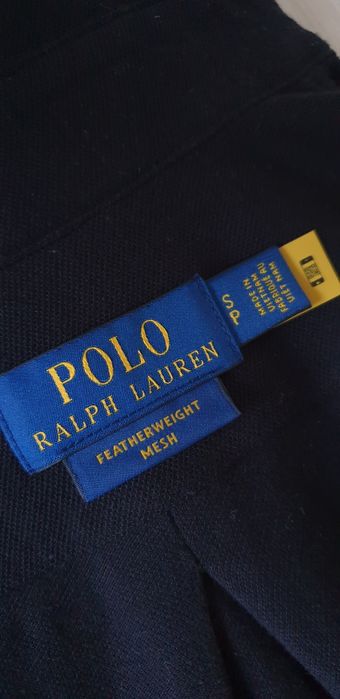 POLO
RALPH LAUREN
FEATHERWEIGHT
MESH
S
P
MADE IN
VIETNAM
FABRIQUÉ AU
VIET NAM